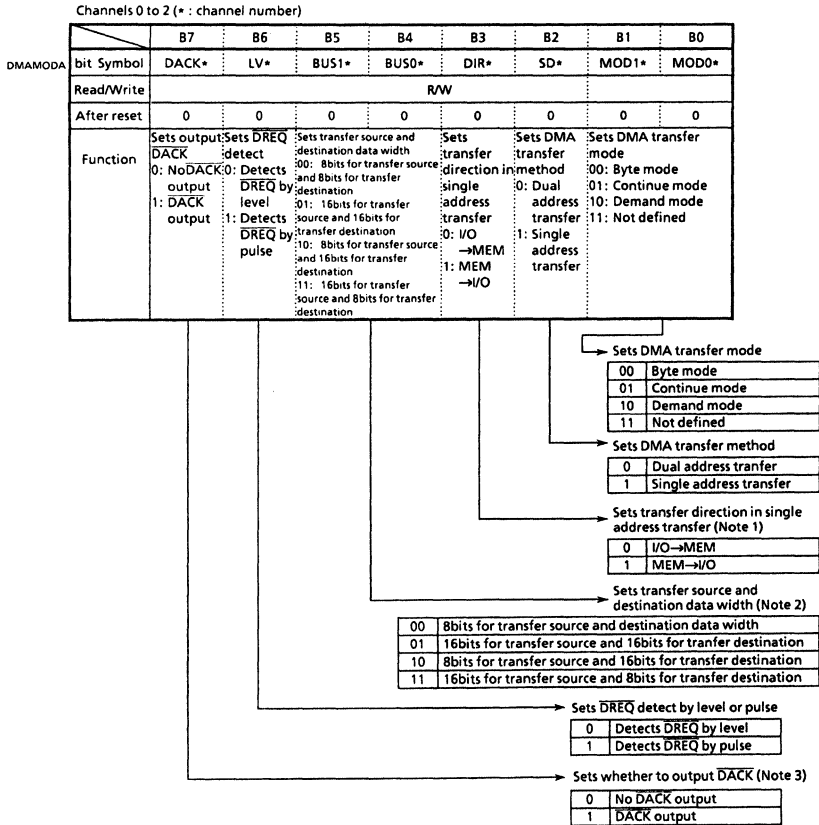 Channels 0 to 2 (* : channel number)
B7 B6 B5 B4 B3 B2 B1 B0
DMAMODA bit Symbol DACK* LV* BUS1* BUS0* DIR* SD* MOD1* MOD0*
Read/Write R/W
After reset 0 0 0 0 0 0 0 0
Function
Sets output
DACK
0: NoDACK
output
1: DACK
output
Sets DREQ
detect
0: Detects
DREQ by
level
1: Detects
DREQ by
pulse
Sets transfer source and
destination data width
00: 8bits for transfer source
and 8bits for transfer
destination
01: 16bits for transfer
source and 16bits for
transfer destination
10: 8bits for transfer source
and 16bits for transfer
destination
11: 16bits for transfer
source and 8bits for transfer
destination
Sets
transfer
direction in
single
address
transfer
0: I/O
→MEM
1: MEM
→I/O
Sets DMA
transfer
method
0: Dual
address
transfer
1: Single
address
transfer
Sets DMA transfer
mode
00: Byte mode
01: Continue mode
10: Demand mode
11: Not defined
Sets DMA transfer mode
00 Byte mode
01 Continue mode
10 Demand mode
11 Not defined
Sets DMA transfer method
0 Dual address tranfer
1 Single address transfer
Sets transfer direction in single
address transfer (Note 1)
0 I/O→MEM
1 MEM→I/O
Sets transfer source and
destination data width (Note 2)
00 8bits for transfer source and destination data width
01 16bits for transfer source and 16bits for tranfer destination
10 8bits for transfer source and 16bits for transfer destination
11 16bits for transfer source and 8bits for transfer destination
Sets DREQ detect by level or pulse
0 Detects DREQ by level
1 Detects DREQ by pulse
Sets whether to output DACK (Note 3)
0 No DACK output
1 DACK output